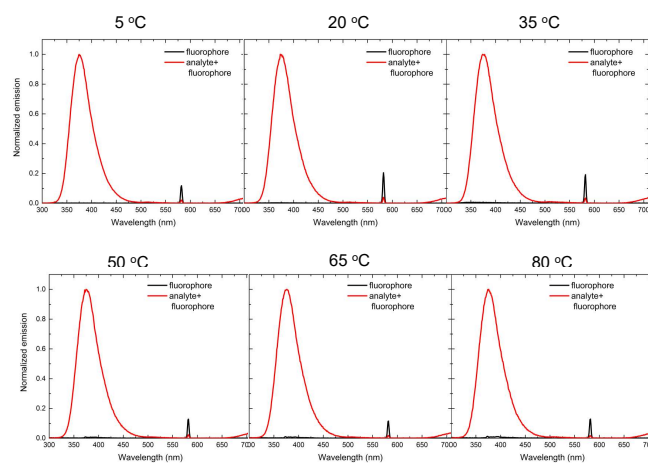 5 °C
20 °C
35 °C
fluorophore
analyte+
fluorophore
fluorophore
analyte+
fluorophore
fluorophore
analyte+
fluorophore
Normalized emission
1.0
0.8
0.6
0.4
0.2
0.0
300 350 400 450 500 550 600 650 700
350 400 450 500 550 600 650 700
350 400 450 500 550 600 650 700
Wavelength (nm)
Wavelength (nm)
Wavelength (nm)
50 °C
65 °C
80 °C
fluorophore
analyte+
fluorophore
fluorophore
analyte+
fluorophore
fluorophore
analyte+
fluorophore
Normalized emission
1.0
0.8
0.6
0.4
0.2
0.0
300 350 400 450 500 550 600 650 700
350 400 450 500 550 600 650 700
350 400 450 500 550 600 650 700
Wavelength (nm)
Wavelength (nm)
Wavelength (nm)